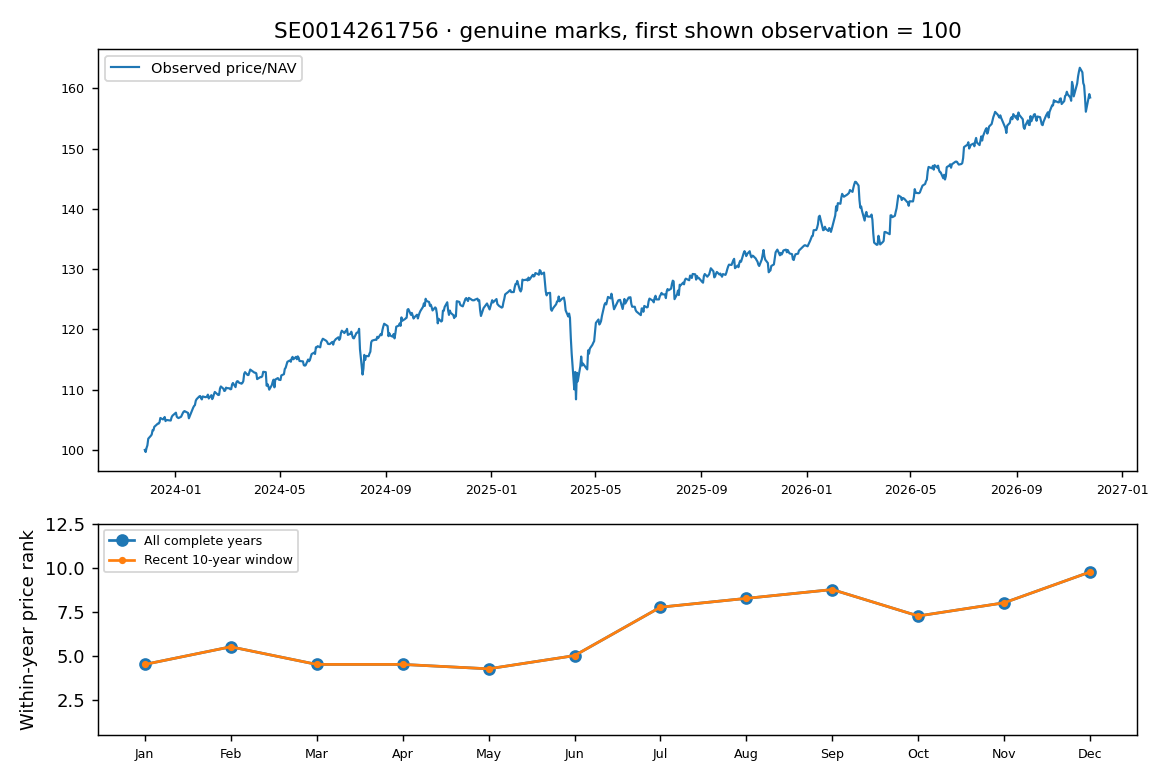 SE0014261756 · genuine marks, first shown observation = 100
Observed price/NAV
160
150
140
130
120
110
100
2024-01 2024-05 2024-09 2025-01 2025-05 2025-09 2026-01 2026-05 2026-09 2027-01
Within-year price rank
All complete years
Recent 10-year window
12.5
10.0
7.5
5.0
2.5
Jan Feb Mar Apr May Jun Jul Aug Sep Oct Nov Dec